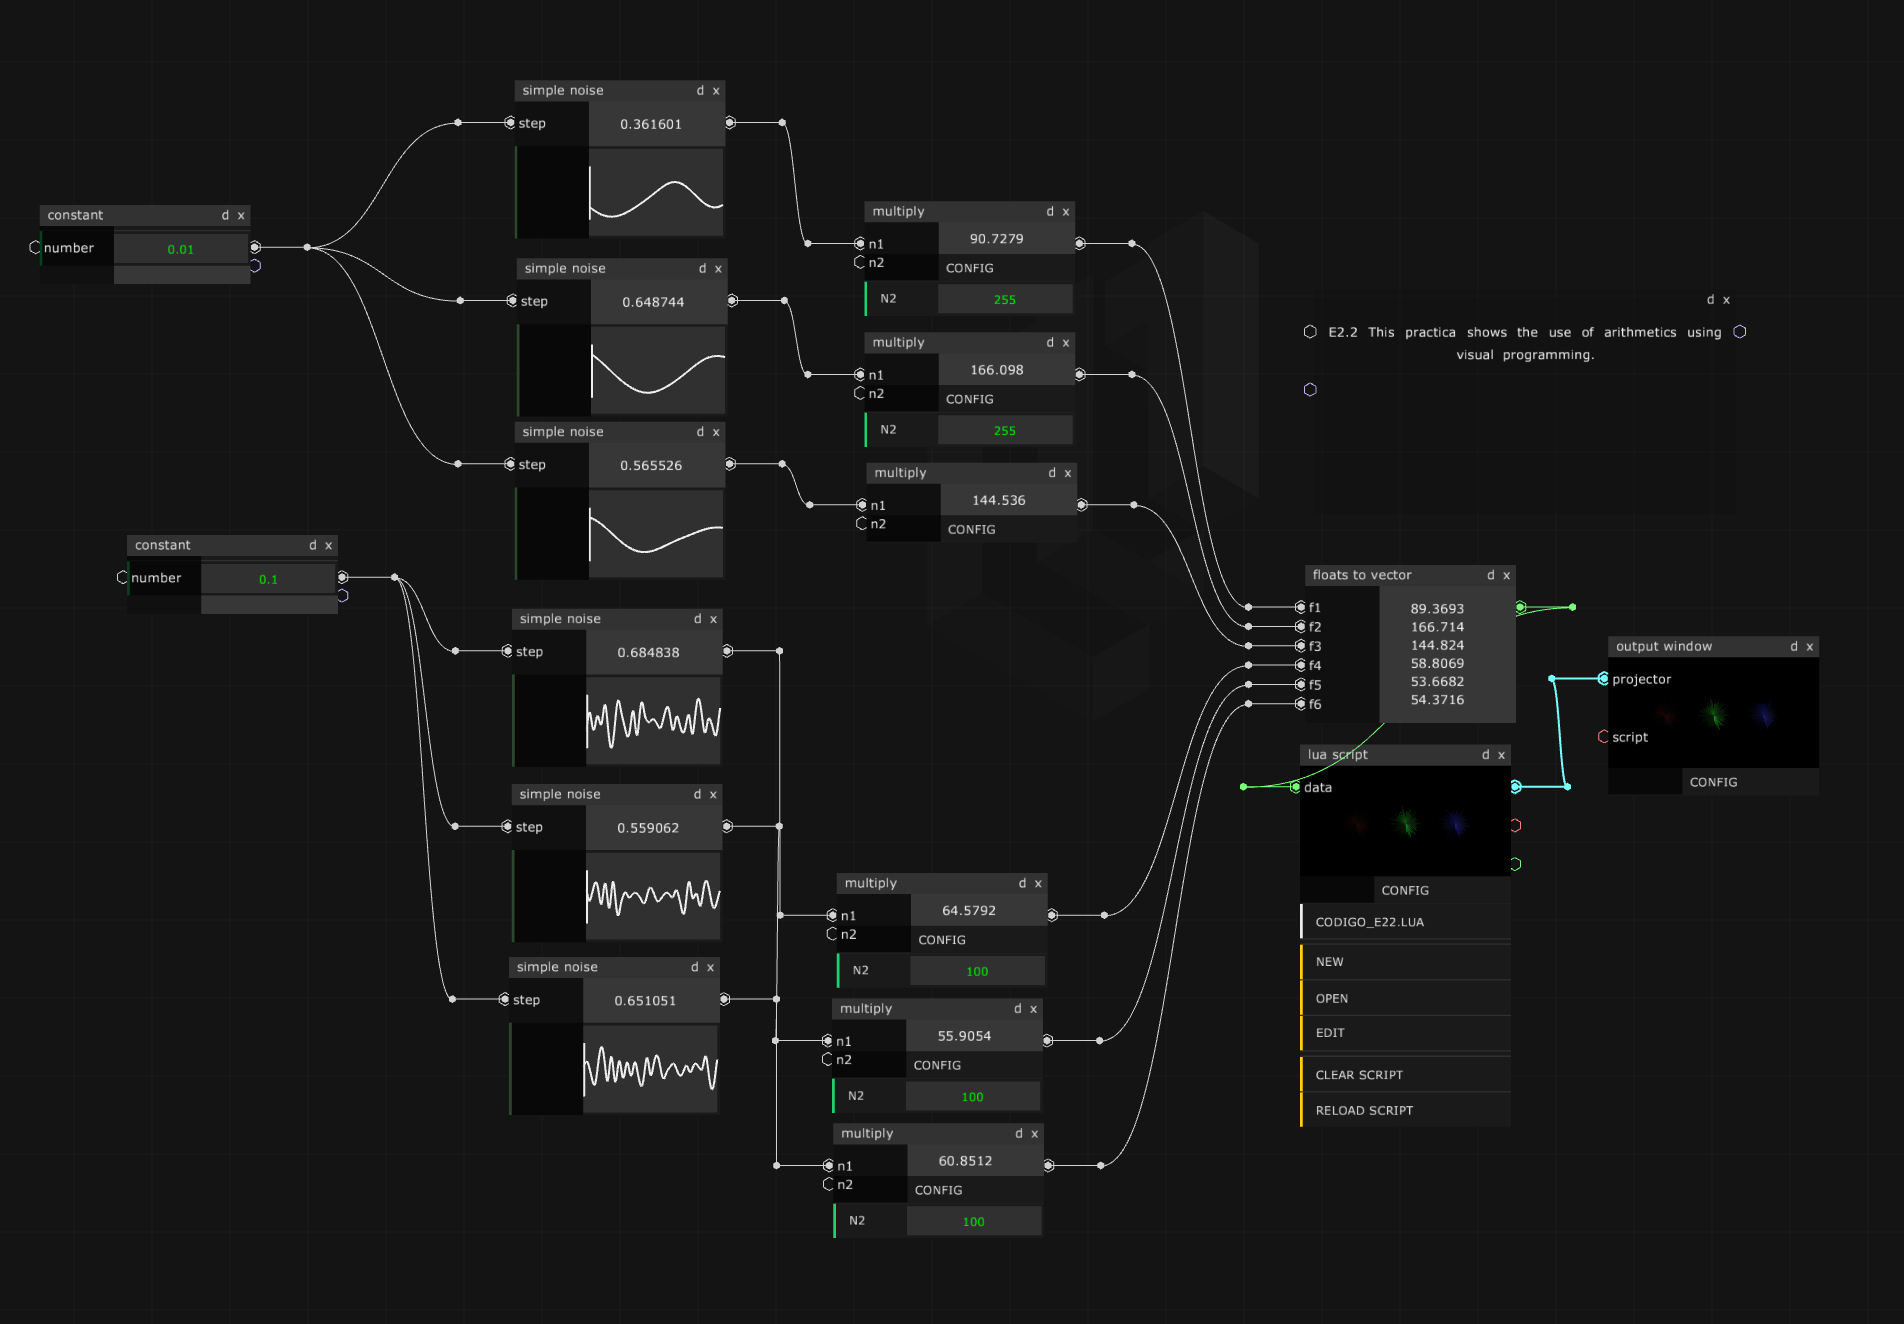 simple noise d x
step 0.361601
constant d x
number 0.01
simple noise d x
step 0.648744
simple noise d x
step 0.565526
multiply d x
n1 90.7279
n2 CONFIG
N2 255
multiply d x
n1 166.098
n2 CONFIG
N2 255
multiply d x
n1 144.536
n2 CONFIG
d x
E2.2 This practica shows the use of arithmetics using
visual programming.
constant d x
number 0.1
simple noise d x
step 0.684838
simple noise d x
step 0.559062
simple noise d x
step 0.651051
multiply d x
n1 64.5792
n2 CONFIG
N2 100
multiply d x
n1 55.9054
n2 CONFIG
N2 100
multiply d x
n1 60.8512
n2 CONFIG
N2 100
floats to vector d x
f1 89.3693
f2 166.714
f3 144.824
f4 58.8069
f5 53.6682
f6 54.3716
lua script d x
data
CONFIG
CODIGO_E22.LUA
NEW
OPEN
EDIT
CLEAR SCRIPT
RELOAD SCRIPT
output window d x
projector
script
CONFIG